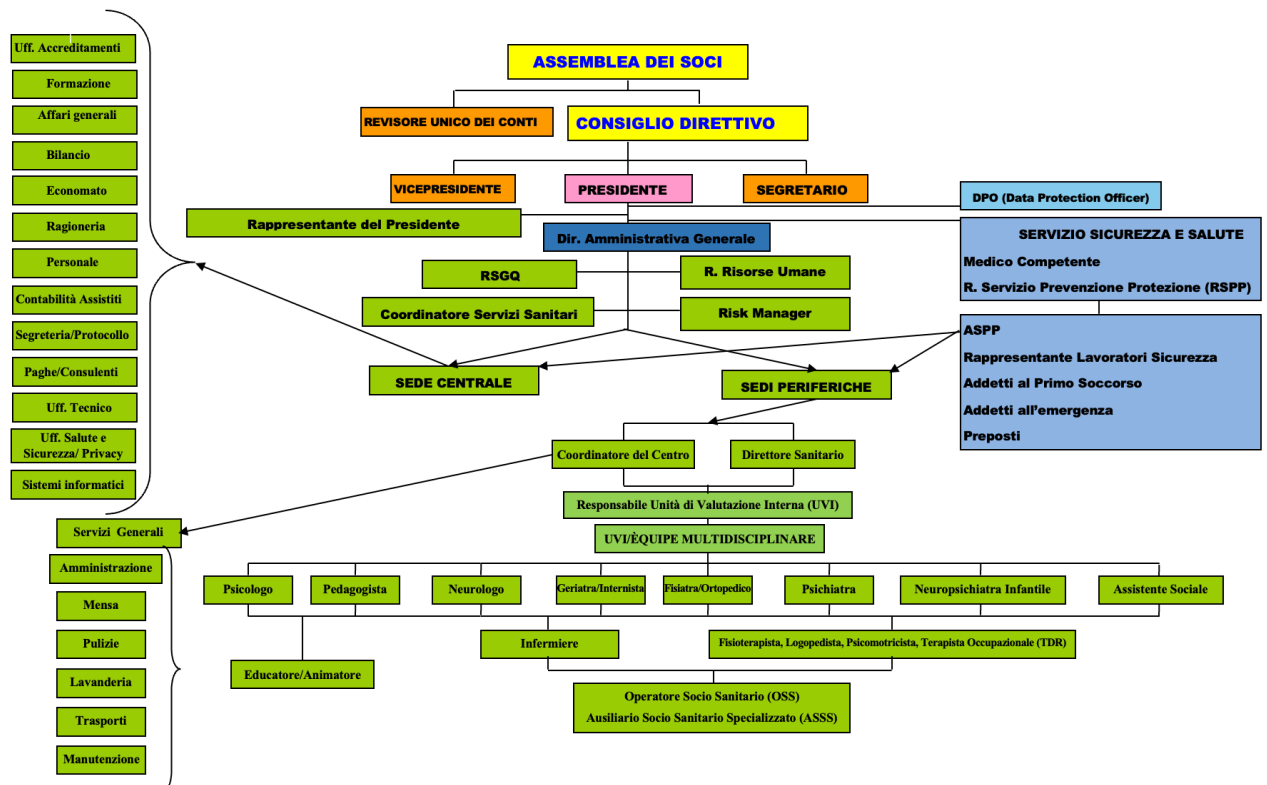 Uff. Accreditamenti
Formazione
Affari generali
Bilancio
Economato
Ragioneria
Personale
Contabilità Assistiti
Segreteria/Protocollo
Paghe/Consulenti
Uff. Tecnico
Uff. Salute e
Sicurezza/ Privacy
Sistemi informatici
ASSEMBLEA DEI SOCI
REVISORE UNICO DEI CONTI
CONSIGLIO DIRETTIVO
VICEPRESIDENTE
PRESIDENTE
SEGRETARIO
DPO (Data Protection Officer)
Rappresentante del Presidente
Dir. Amministrativa Generale
SERVIZIO SICUREZZA E SALUTE
Medico Competente
R. Servizio Prevenzione Protezione (RSPP)
RSGQ
R. Risorse Umane
Coordinatore Servizi Sanitari
Risk Manager
ASPP
Rappresentante Lavoratori Sicurezza
Addetti al Primo Soccorso
Addetti all’emergenza
Preposti
SEDE CENTRALE
SEDI PERIFERICHE
Coordinatore del Centro
Direttore Sanitario
Responsabile Unità di Valutazione Interna (UVI)
UVI/ÈQUIPE MULTIDISCIPLINARE
Servizi Generali
Amministrazione
Mensa
Pulizie
Lavanderia
Trasporti
Manutenzione
Psicologo
Pedagogista
Neurologo
Geriatra/Internista
Fisiatra/Ortopedico
Psichiatra
Neuropsichiatra Infantile
Assistente Sociale
Infermiere
Fisioterapista, Logopedista, Psicomotricista, Terapista Occupazionale (TDR)
Educatore/Animatore
Operatore Socio Sanitario (OSS)
Ausiliario Socio Sanitario Specializzato (ASSS)